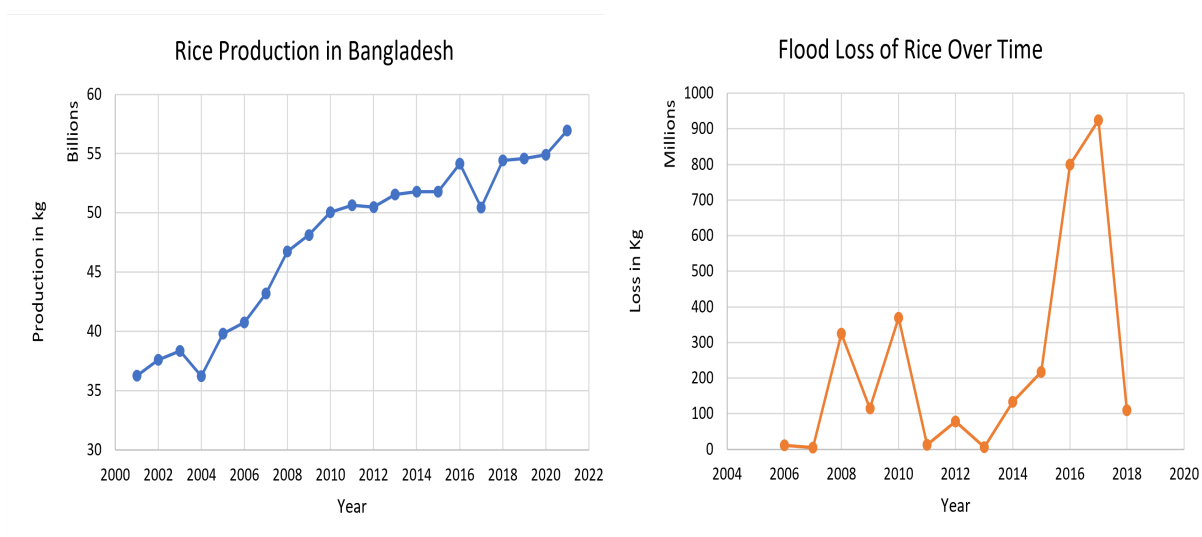 Rice Production in Bangladesh
Billions
Production in kg
60
55
50
45
40
35
30
2000 2002 2004 2006 2008 2010 2012 2014 2016 2018 2020 2022
Year
Flood Loss of Rice Over Time
Millions
Loss in Kg
1000
900
800
700
600
500
400
300
200
100
0
2004 2006 2008 2010 2012 2014 2016 2018 2020
Year